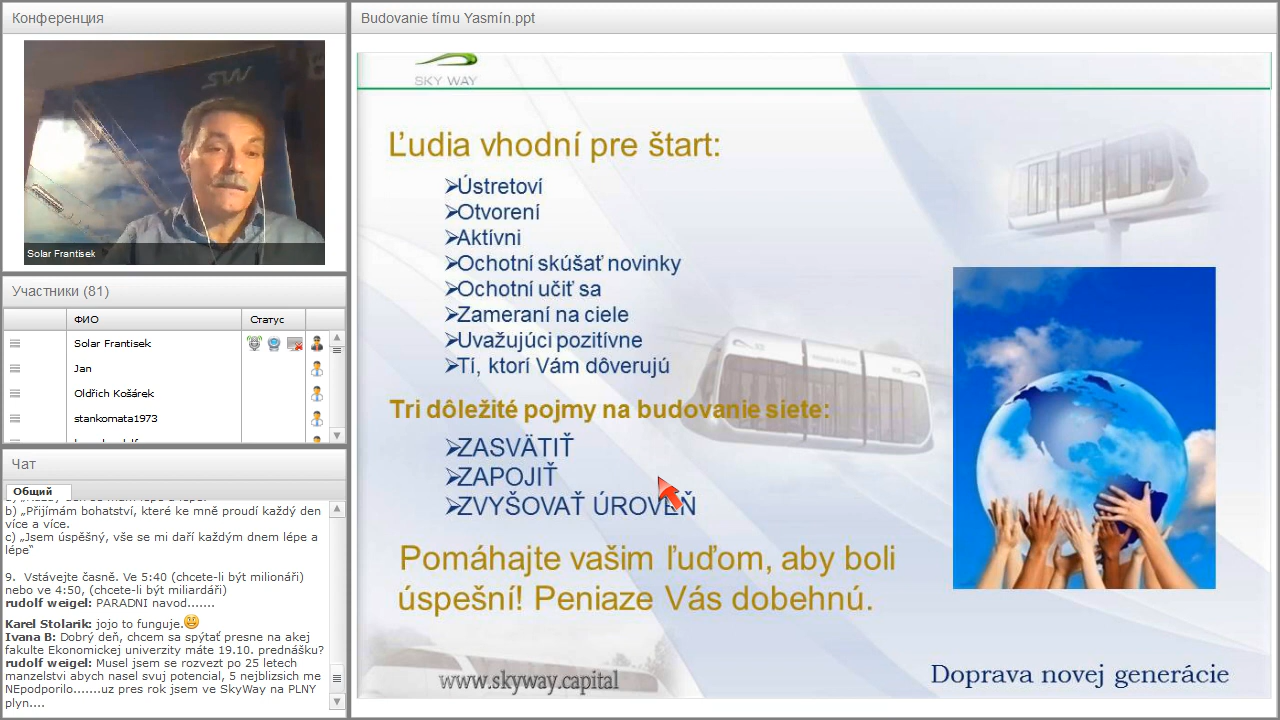 Конференция
SW
Solar Frantisek
Участники (81)
ФИО
Статус
Solar Frantisek
Jan
Oldřich Košárek
stankomata1973
Чат
Общий
b) „Přijímám bohatství, které ke mně proudí každý den
více a více.
c) „Jsem úspěšný, vše se mi daří každým dnem lépe a
lépe“
9. Vstávejte časně. Ve 5:40 (chcete-li být milionáři)
nebo ve 4:50, (chcete-li být miliardáři)
rudolf weigel: PARADNI navod.......
Karel Stolarik: jojo to funguje.
Ivana B: Dobrý deň, chcem sa spýtať presne na akej
fakulte Ekonomickej univerzity máte 19.10. prednášku?
rudolf weigel: Musel jsem se rozvezt po 25 letech
manzelstvi abych nasel svuj potencial, 5 nejblizsich me
NEpodporilo.......uz pres rok jsem ve SkyWay na PLNY
plyn....
Budovanie tímu Yasmín.ppt
SKY WAY
Ľudia vhodní pre štart:
➢Ústretoví
➢Otvorení
➢Aktívni
➢Ochotní skúšať novinky
➢Ochotní učiť sa
➢Zameraní na ciele
➢Uvažujúci pozitívne
➢Tí, ktorí Vám dôverujú
Tri dôležité pojmy na budovanie siete:
➢ZASVÄTIŤ
➢ZAPOJIŤ
➢ZVYŠOVAŤ ÚROVEŇ
Pomáhajte vašim ľuďom, aby boli
úspešní! Peniaze Vás dobehnú.
www.skyway.capital
Doprava novej generácie